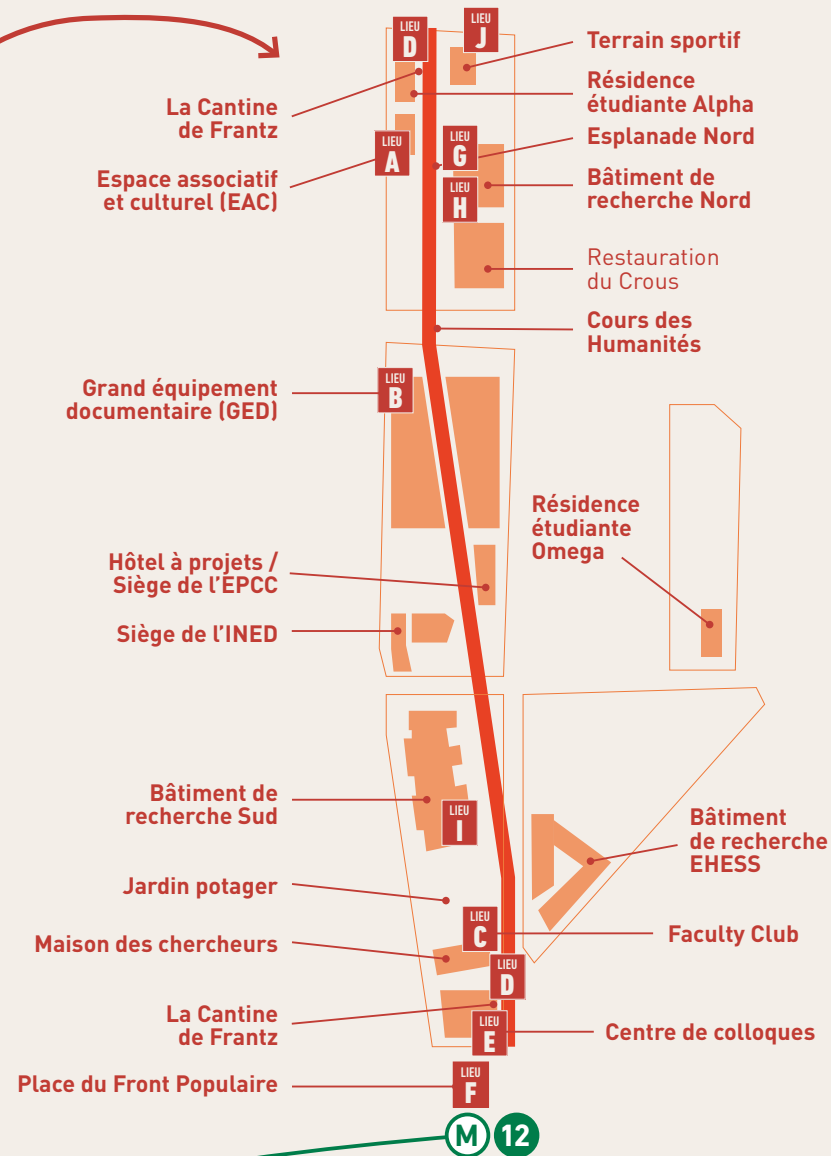 LIEU
D
LIEU
J
Terrain sportif
Résidence
étudiante Alpha
La Cantine
de Frantz
LIEU
G
Esplanade Nord
LIEU
A
Espace associatif
et culturel (EAC)
LIEU
H
Bâtiment de
recherche Nord
Restauration
du Crous
Cours des
Humanités
LIEU
B
Grand équipement
documentaire (GED)
Résidence
étudiante
Omega
Hôtel à projets /
Siège de l'EPCC
Siège de l'INED
Bâtiment de
recherche Sud
LIEU
I
Bâtiment
de recherche
EHESS
Jardin potager
LIEU
C
Faculty Club
Maison des chercheurs
LIEU
D
La Cantine
de Frantz
LIEU
E
Centre de colloques
Place du Front Populaire
LIEU
F
M 12